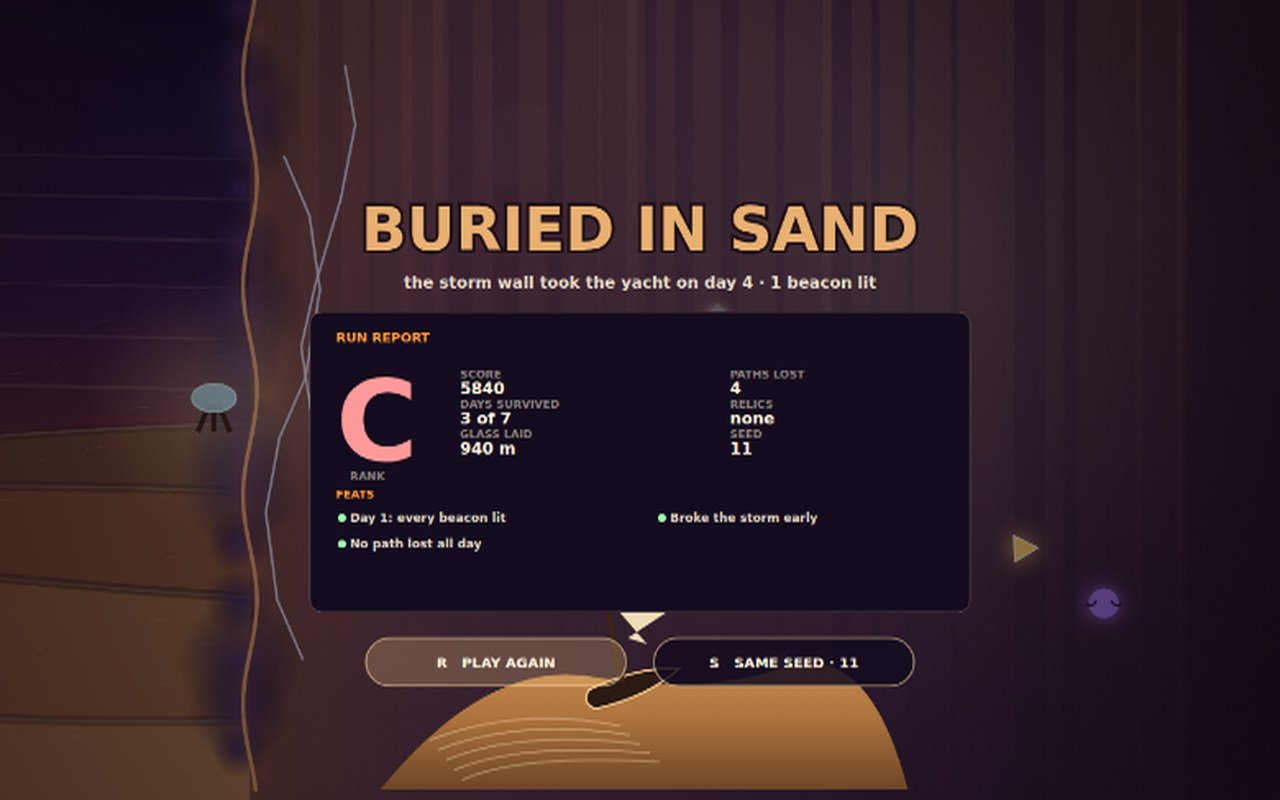 BURIED IN SAND
the storm wall took the yacht on day 4 · 1 beacon lit
RUN REPORT
C
RANK
SCORE
5840
DAYS SURVIVED
3 of 7
GLASS LAID
940 m
PATHS LOST
4
RELICS
none
SEED
11
FEATS
Day 1: every beacon lit
Broke the storm early
No path lost all day
R PLAY AGAIN
S SAME SEED · 11